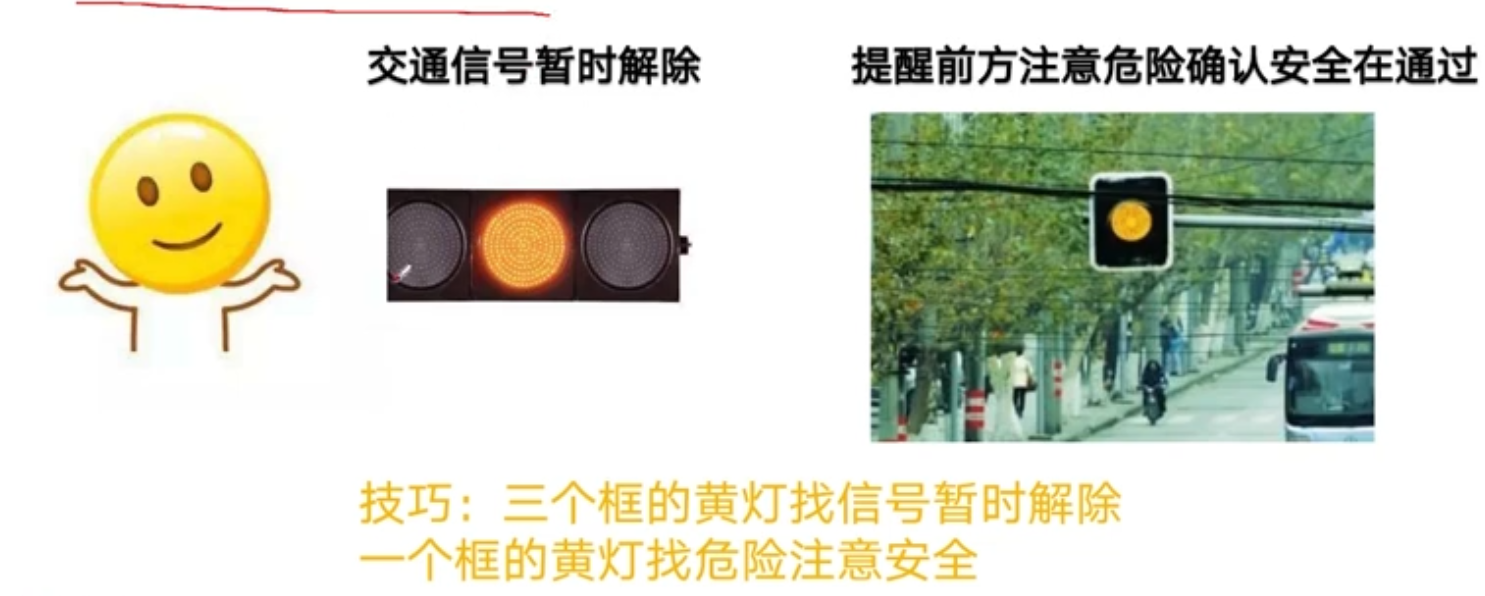 交通信号暂时解除
提醒前方注意危险确认安全在通过
技巧：三个框的黄灯找信号暂时解除
一个框的黄灯找危险注意安全